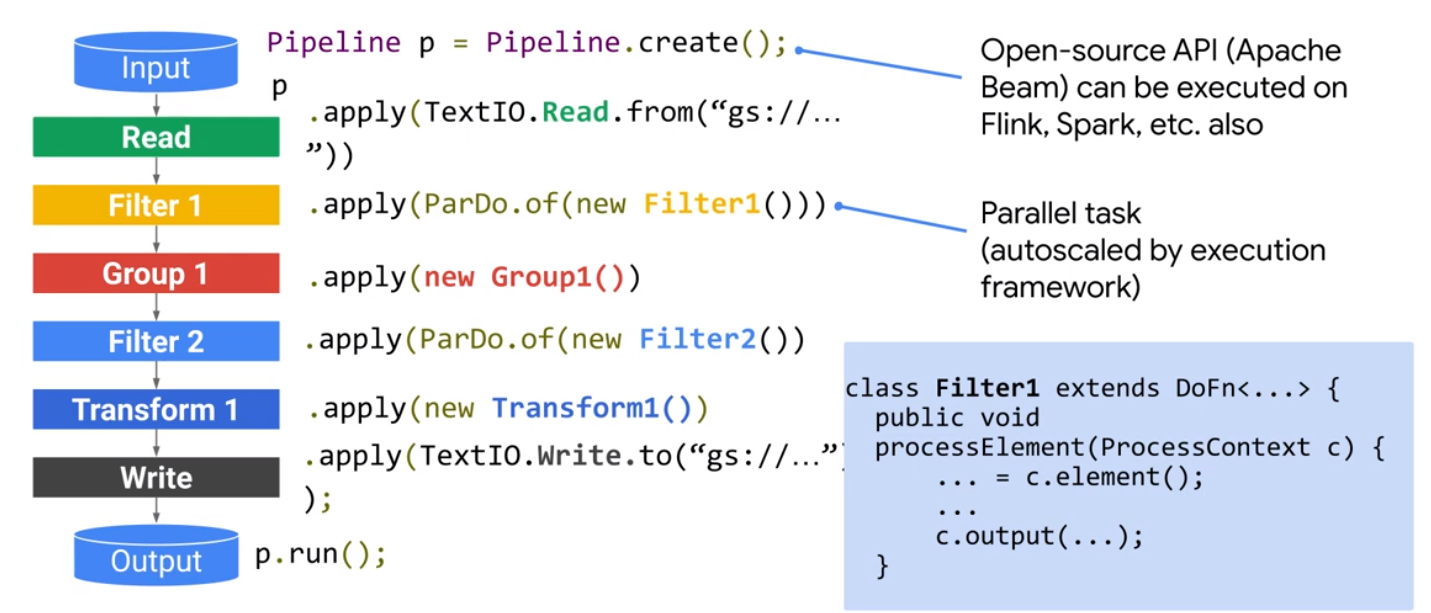 Input
Read
Filter 1
Group 1
Filter 2
Transform 1
Write
Output
Pipeline p = Pipeline.create();
p
.apply(TextIO.Read.from(“gs://…
”))
.apply(ParDo.of(new Filter1()))
.apply(new Group1())
.apply(ParDo.of(new Filter2())
.apply(new Transform1())
.apply(TextIO.Write.to(“gs://…”)
);
p.run();
Open-source API (Apache
Beam) can be executed on
Flink, Spark, etc. also
Parallel task
(autoscaled by execution
framework)
class Filter1 extends DoFn<...> {
public void
processElement(ProcessContext c) {
... = c.element();
...
c.output(...);
}